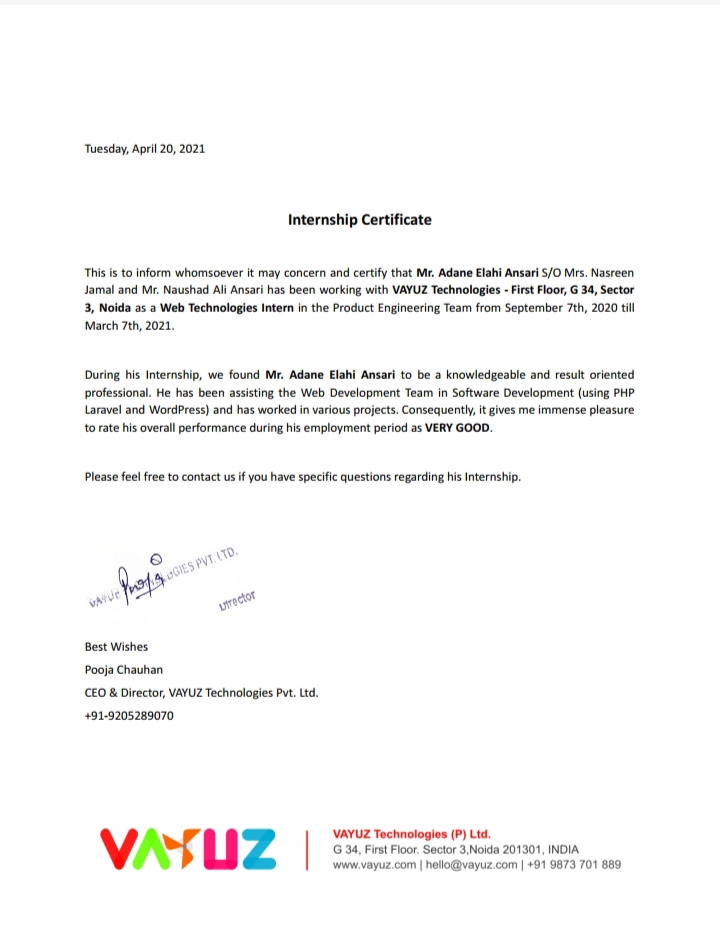 Tuesday, April 20, 2021
Internship Certificate
This is to inform whomsoever it may concern and certify that Mr. Adane Elahi Ansari S/O Mrs. Nasreen
Jamal and Mr. Naushad Ali Ansari has been working with VAYUZ Technologies - First Floor, G 34, Sector
3, Noida as a Web Technologies Intern in the Product Engineering Team from September 7th, 2020 till
March 7th, 2021.
During his Internship, we found Mr. Adane Elahi Ansari to be a knowledgeable and result oriented
professional. He has been assisting the Web Development Team in Software Development (using PHP
Laravel and WordPress) and has worked in various projects. Consequently, it gives me immense pleasure
to rate his overall performance during his employment period as VERY GOOD.
Please feel free to contact us if you have specific questions regarding his Internship.
VAYUZ Pooja OGIES PVT. LTD.
Director
Best Wishes
Pooja Chauhan
CEO & Director, VAYUZ Technologies Pvt. Ltd.
+91-9205289070
VAYUZ
VAYUZ Technologies (P) Ltd.
G 34, First Floor. Sector 3,Noida 201301, INDIA
www.vayuz.com | hello@vayuz.com | +91 9873 701 889